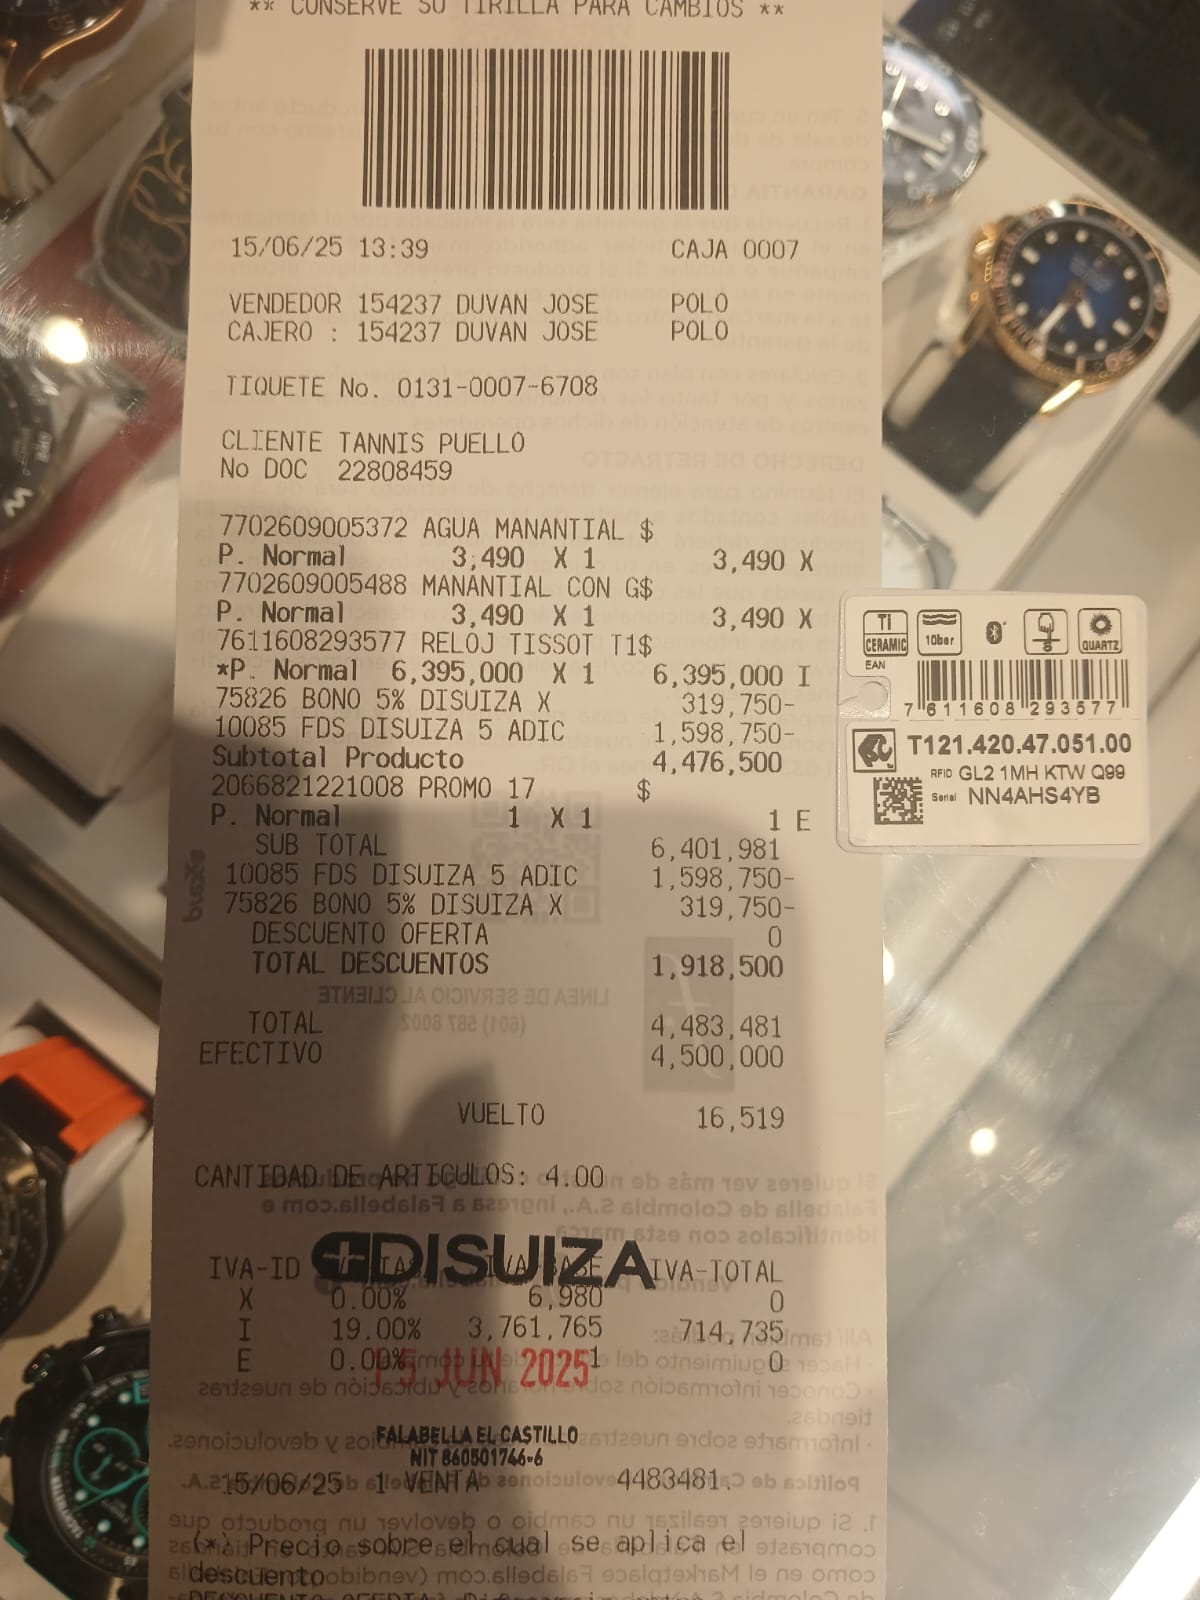 ** CONSERVE SU TIRILLA PARA CAMBIOS **
15/06/25 13:39 CAJA 0007
VENDEDOR 154237 DUVAN JOSE POLO
CAJERO : 154237 DUVAN JOSE POLO
TIQUETE No. 0131-0007-6708
CLIENTE TANNIS PUELLO
No DOC 22808459
7702609005372 AGUA MANANTIAL $
P. Normal 3,490 X 1 3,490 X
7702609005488 MANANTIAL CON G$
P. Normal 3,490 X 1 3,490 X
7611608293577 RELOJ TISSOT T1$
*P. Normal 6,395,000 X 1 6,395,000 I
75826 BONO 5% DISUIZA X 319,750-
10085 FDS DISUIZA 5 ADIC 1,598,750-
Subtotal Producto 4,476,500
2066821221008 PROMO 17 $
P. Normal 1 X 1 1 E
SUB TOTAL 6,401,981
10085 FDS DISUIZA 5 ADIC 1,598,750-
75826 BONO 5% DISUIZA X 319,750-
DESCUENTO OFERTA 0
TOTAL DESCUENTOS 1,918,500
TOTAL 4,483,481
EFECTIVO 4,500,000
VUELTO 16,519
CANTIDAD DE ARTICULOS: 4.00
DISUIZA
IVA-ID IVA-TOTAL
X 0.00% 6,980 0
I 19.00% 3,761,765 714,735
E 0.00% 1 0
15 JUN 2025
FALABELLA EL CASTILLO
NIT 860501746-6
15/06/25 1 VENTA 4483481.
(*) Precio sobre el cual se aplica el
descuento
TI
CERAMIC
10bar
QUARTZ
EAN
7 611608 293577
T121.420.47.051.00
RFID GL2 1MH KTW Q99
Serial NN4AHS4YB